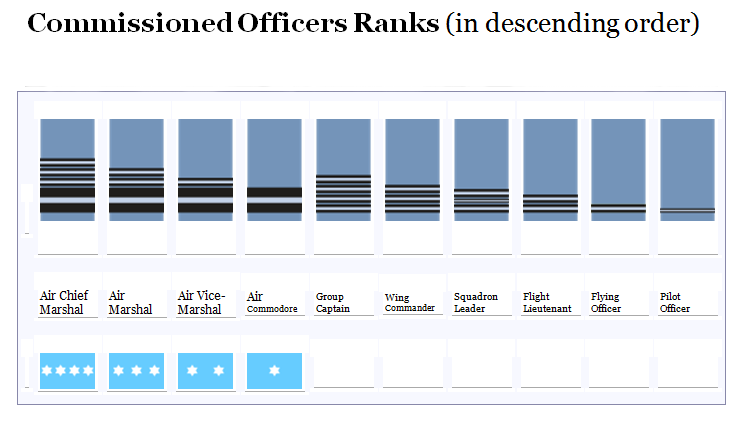 Commissioned Officers Ranks (in descending order)
Air Chief
Marshal
Air
Marshal
Air Vice-
Marshal
Air
Commodore
Group
Captain
Wing
Commander
Squadron
Leader
Flight
Lieutenant
Flying
Officer
Pilot
Officer